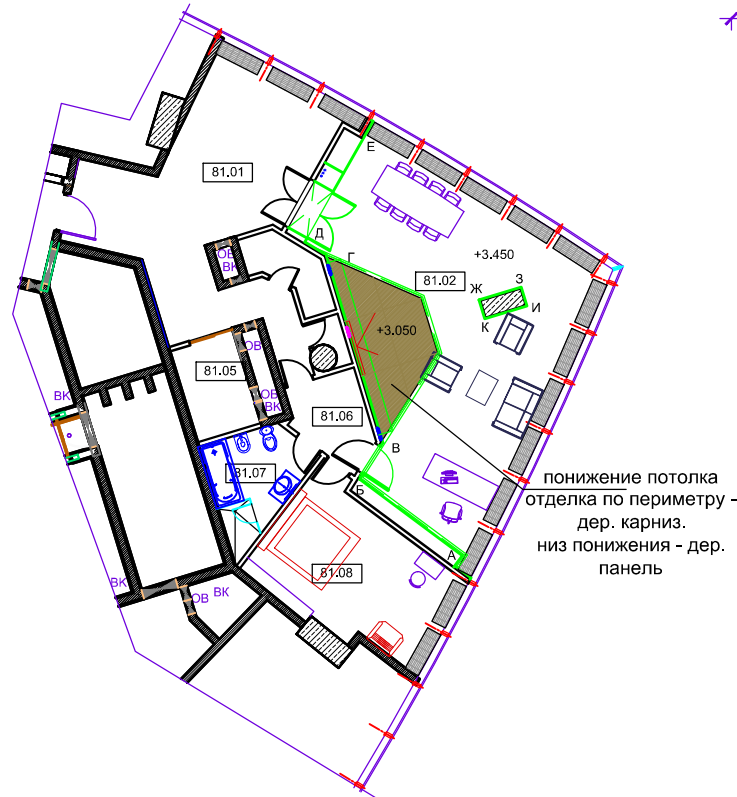 Е
81.01
Д
+3.450
Г
81.02
З
Ж
И
К
ОВ
ВК
+3.050
ОВ
81.05
ВК
ОВ
ВК
81.06
В
81.07
Б
понижение потолка
отделка по периметру -
дер. карниз.
низ понижения - дер.
панель
А
81.08
ВК
ОВ
ВК